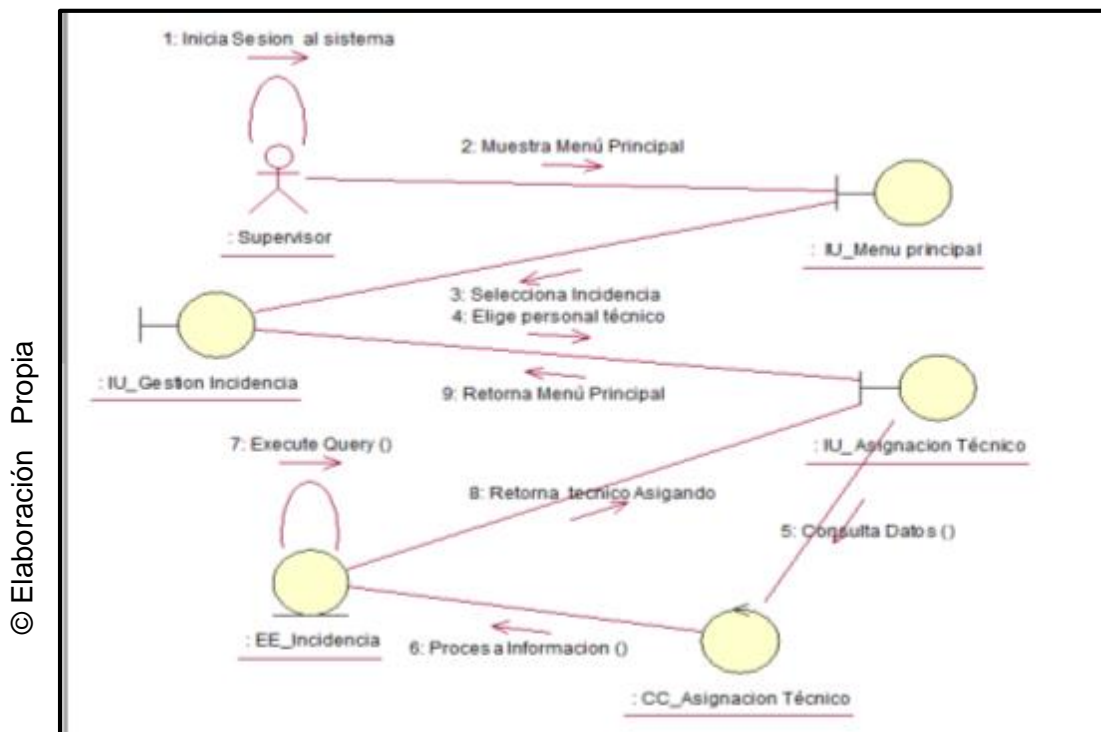 1: Inicia Sesion al sistema
2: Muestra Menú Principal
: Supervisor
: IU_Menu principal
3: Selecciona Incidencia
4: Elige personal técnico
: IU_Gestion Incidencia
9: Retorna Menú Principal
7: Execute Query ()
: IU_Asignacion Técnico
8: Retorna tecnico Asigando
5: Consulta Datos ()
: EE_Incidencia
6: Procesa Informacion ()
: CC_Asignacion Técnico
© Elaboración Propia